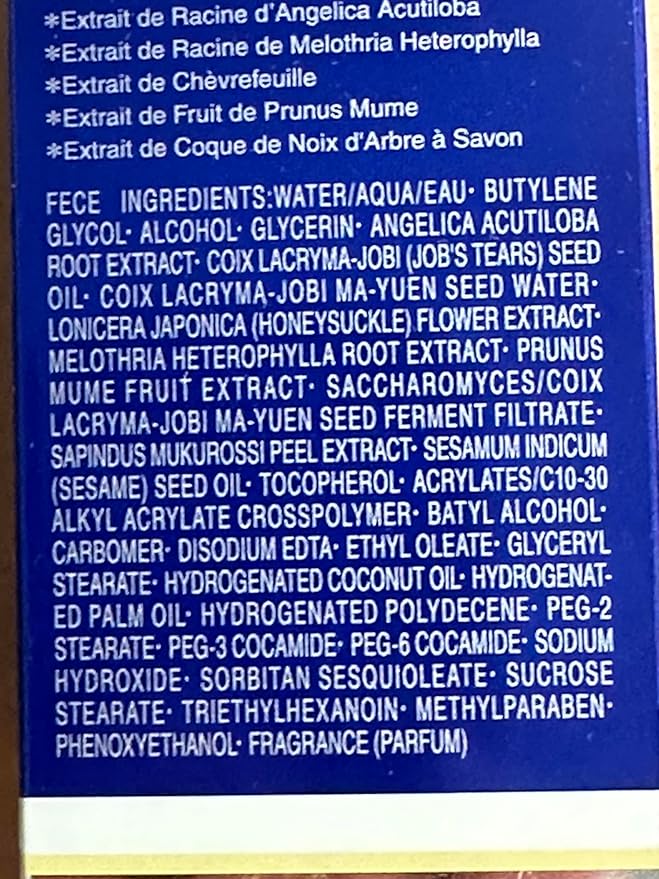 *Extrait de Racine d'Angelica Acutiloba
*Extrait de Racine de Melothria Heterophylla
*Extrait de Chèvrefeuille
*Extrait de Fruit de Prunus Mume
*Extrait de Coque de Noix d'Arbre à Savon
FECE INGREDIENTS:WATER/AQUA/EAU· BUTYLENE
GLYCOL· ALCOHOL· GLYCERIN· ANGELICA ACUTILOBA
ROOT EXTRACT· COIX LACRYMA-JOBI (JOB'S TEARS) SEED
OIL· COIX LACRYMA-JOBI MA-YUEN SEED WATER·
LONICERA JAPONICA (HONEYSUCKLE) FLOWER EXTRACT·
MELOTHRIA HETEROPHYLLA ROOT EXTRACT· PRUNUS
MUME FRUIT EXTRACT· SACCHAROMYCES/COIX
LACRYMA-JOBI MA-YUEN SEED FERMENT FILTRATE·
SAPINDUS MUKUROSSI PEEL EXTRACT· SESAMUM INDICUM
(SESAME) SEED OIL· TOCOPHEROL· ACRYLATES/C10-30
ALKYL ACRYLATE CROSSPOLYMER· BATYL ALCOHOL·
CARBOMER· DISODIUM EDTA· ETHYL OLEATE· GLYCERYL
STEARATE· HYDROGENATED COCONUT OIL· HYDROGENAT-
ED PALM OIL· HYDROGENATED POLYDECENE· PEG-2
STEARATE· PEG-3 COCAMIDE· PEG-6 COCAMIDE· SODIUM
HYDROXIDE· SORBITAN SESQUIOLEATE· SUCROSE
STEARATE· TRIETHYLHEXANOIN· METHYLPARABEN·
PHENOXYETHANOL· FRAGRANCE (PARFUM)